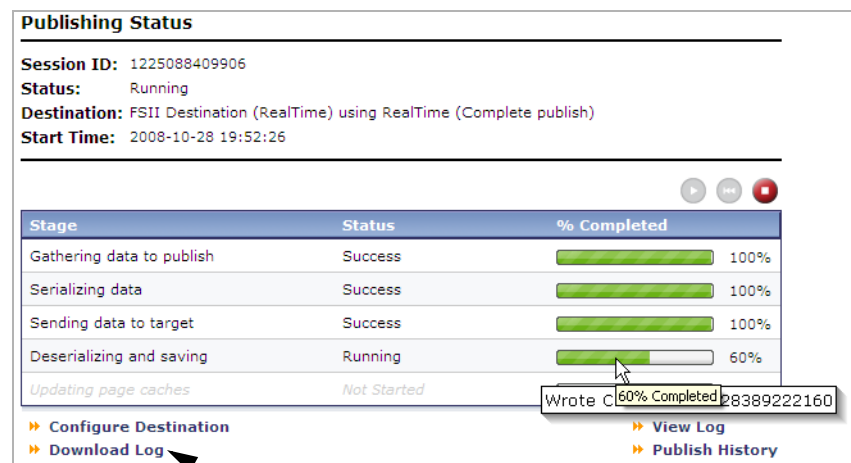 Publishing Status
Session ID: 1225088409906
Status: Running
Destination: FSII Destination (RealTime) using RealTime (Complete publish)
Start Time: 2008-10-28 19:52:26
Stage Status % Completed
Gathering data to publish Success 100%
Serializing data Success 100%
Sending data to target Success 100%
Deserializing and saving Running 60%
Updating page caches Not Started
Wrote C 60% Completed 28389222160
Configure Destination View Log
Download Log Publish History